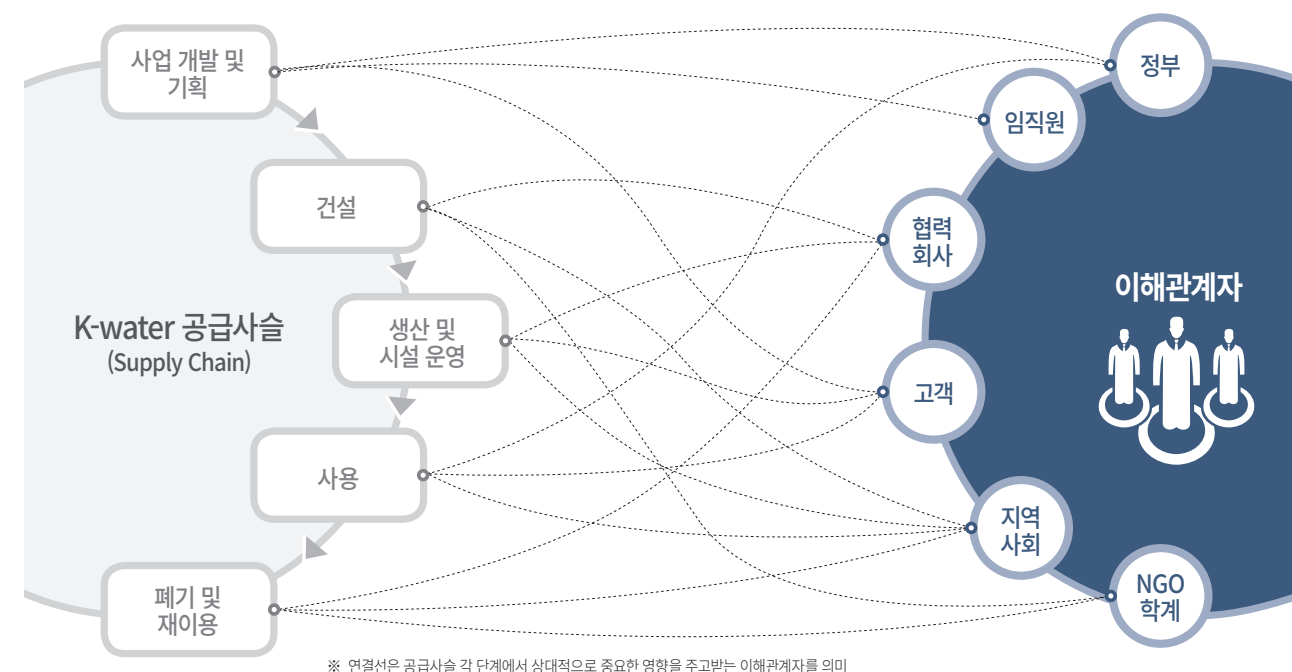 사업 개발 및
기획
건설
K-water 공급사슬
(Supply Chain)
생산 및
시설 운영
사용
폐기 및
재이용
정부
임직원
협력
회사
고객
지역
사회
NGO
학계
이해관계자
※ 연결선은 공급사슬 각 단계에서 상대적으로 중요한 영향을 주고받는 이해관계자를 의미